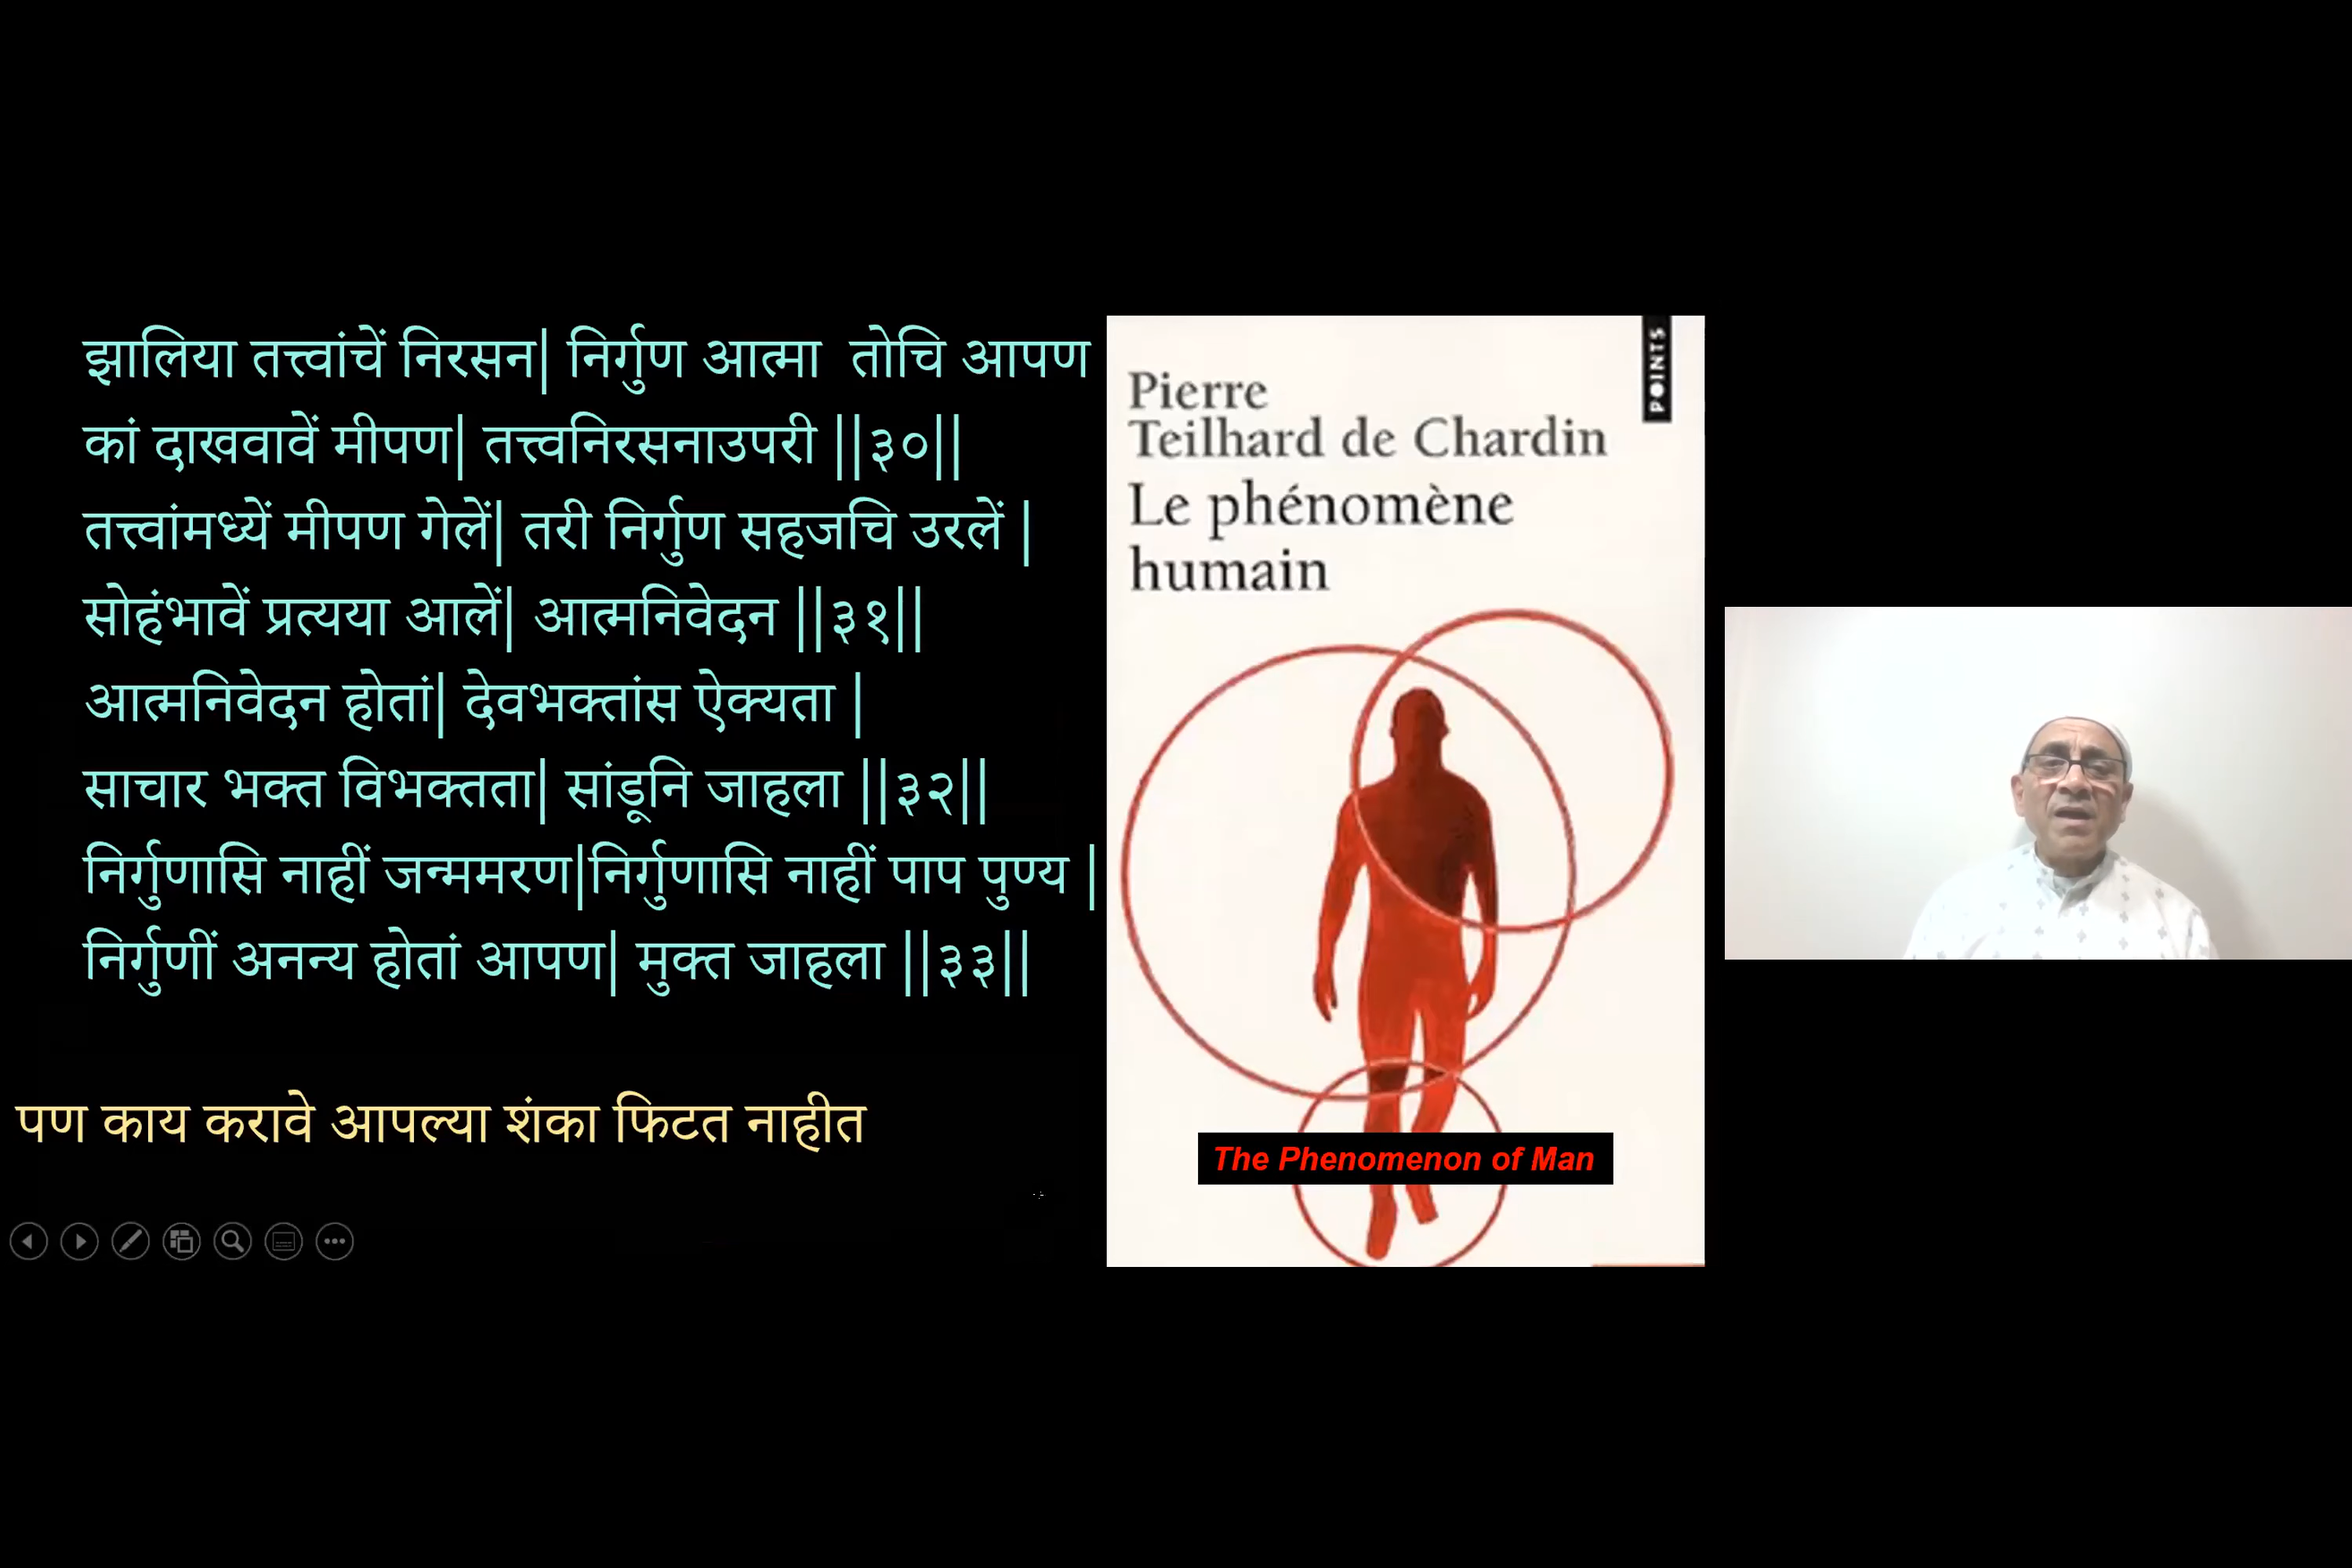 झालिया तत्त्वांचें निरसन| निर्गुण आत्मा तोचि आपण
कां दाखवावें मीपण| तत्त्वनिरसनाउपरी ||३०||
तत्त्वांमध्यें मीपण गेलें| तरी निर्गुण सहजचि उरलें |
सोहंभावें प्रत्यया आलें| आत्मनिवेदन ||३१||
आत्मनिवेदन होतां| देवभक्तांस ऐक्यता |
साचार भक्त विभक्तता| सांडूनि जाहला ||३२||
निर्गुणासि नाहीं जन्ममरण|निर्गुणासि नाहीं पाप पुण्य |
निर्गुणीं अनन्य होतां आपण| मुक्त जाहला ||३३||
पण काय करावे आपल्या शंका फिटत नाहीत
POINTS
Pierre
Teilhard de Chardin
Le phénomène
humain
The Phenomenon of Man